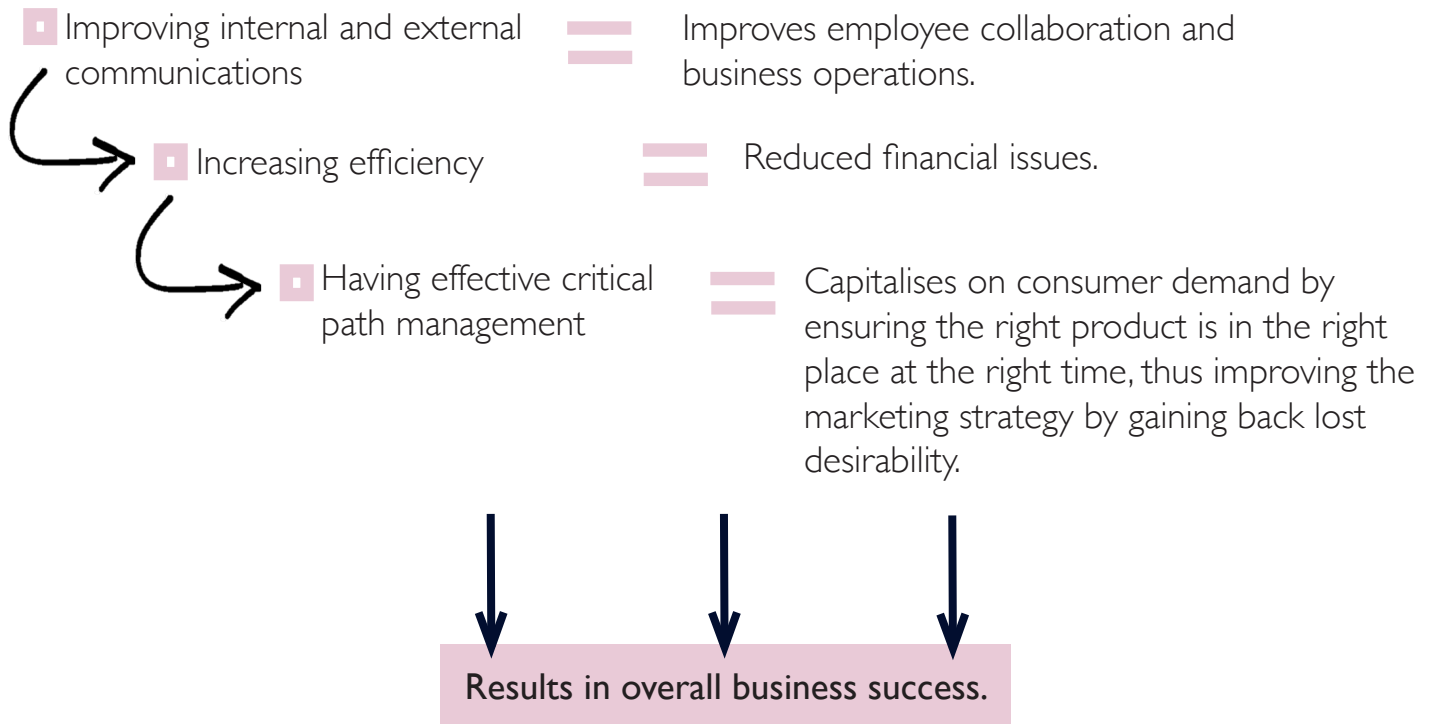 Improving internal and external
communications
Improves employee collaboration and
business operations.
Increasing efficiency
Reduced financial issues.
Having effective critical
path management
Capitalises on consumer demand by
ensuring the right product is in the right
place at the right time, thus improving the
marketing strategy by gaining back lost
desirability.
Results in overall business success.